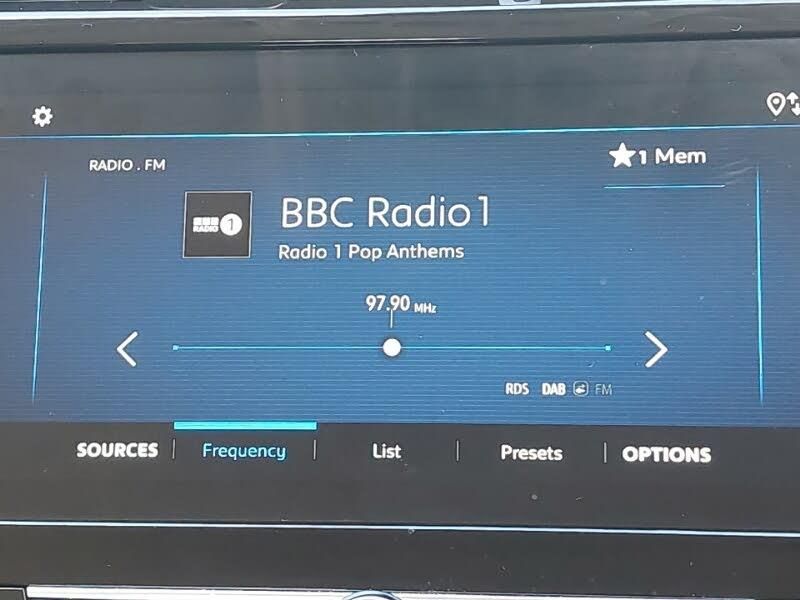 RADIO . FM
1 Mem
BBC RADIO 1
BBC Radio 1
Radio 1 Pop Anthems
97.90 MHz
RDS DAB FM
SOURCES Frequency List Presets OPTIONS